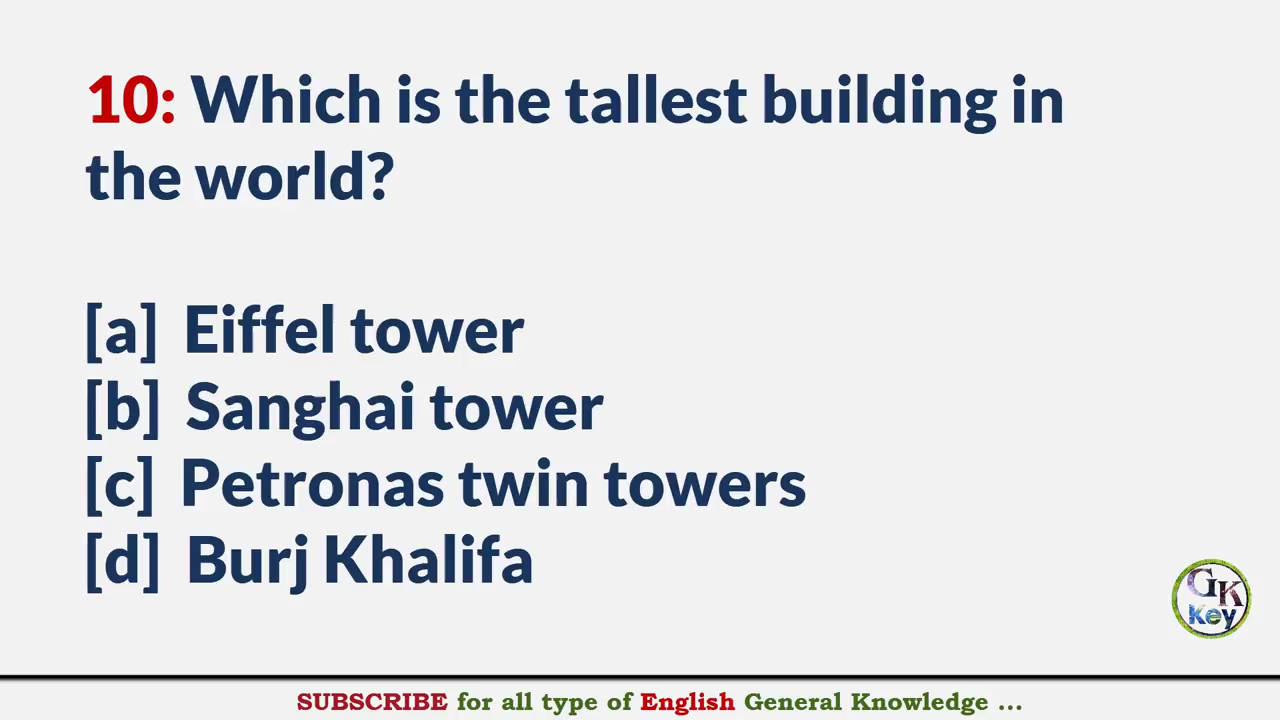 10: Which is the tallest building in
the world?
[a] Eiffel tower
[b] Sanghai tower
[c] Petronas twin towers
[d] Burj Khalifa
GK
Key
SUBSCRIBE for all type of English General Knowledge ...